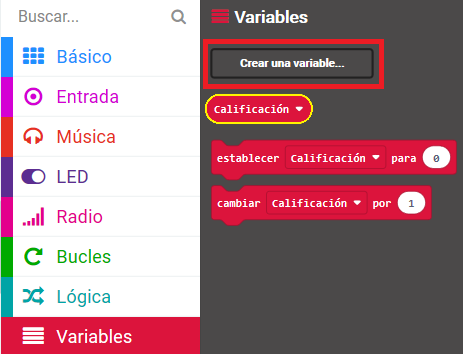 Buscar...
Básico
Entrada
Música
LED
Radio
Bucles
Lógica
Variables
Variables
Crear una variable...
Calificación
establecer Calificación para 0
cambiar Calificación por 1